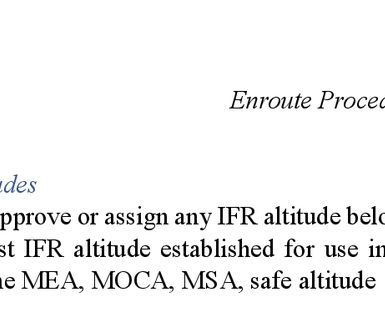 Enroute Proced
udes
pprove or assign any IFR altitude belo
st IFR altitude established for use in
ne MEA, MOCA, MSA, safe altitude